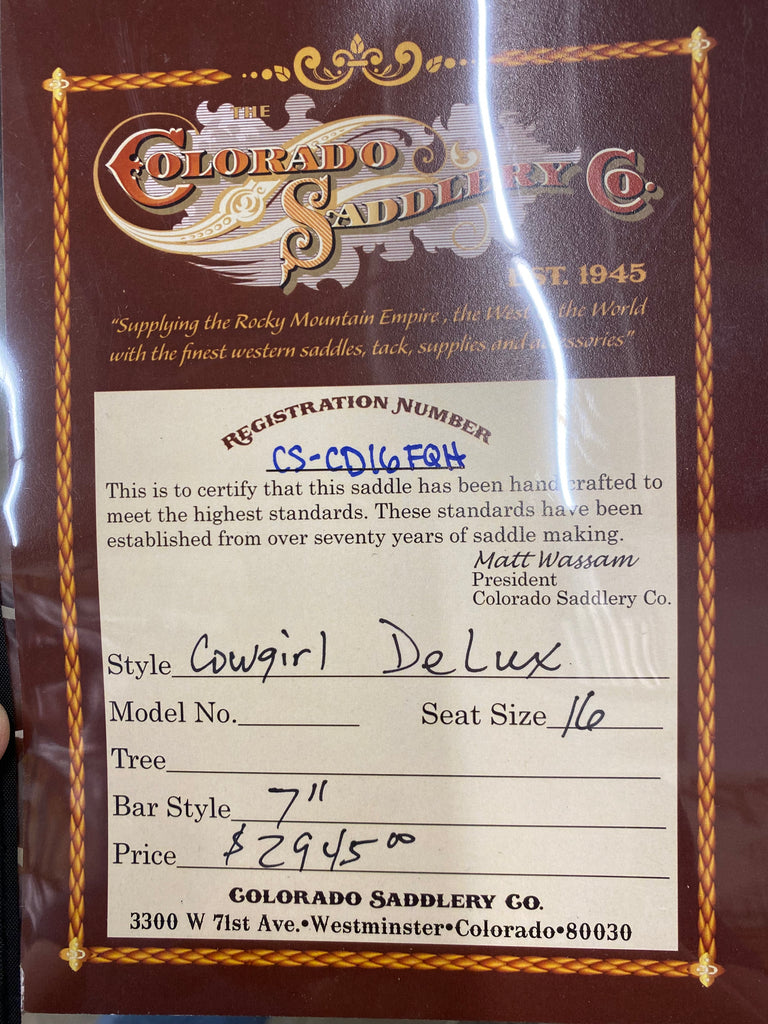 THE
COLORADO
SADDLERY CO.
EST. 1945
"Supplying the Rocky Mountain Empire, the West the World
with the finest western saddles, tack, supplies and accessories"
REGISTRATION NUMBER
CS-CD16FQH
This is to certify that this saddle has been hand crafted to
meet the highest standards. These standards have been
established from over seventy years of saddle making.
Matt Wassam
President
Colorado Saddlery Co.
Style Cowgirl DeLux
Model No. Seat Size 16
Tree
Bar Style 7"
Price $2945.00
COLORADO SADDLERY CO.
3300 W 71st Ave.•Westminster•Colorado•80030